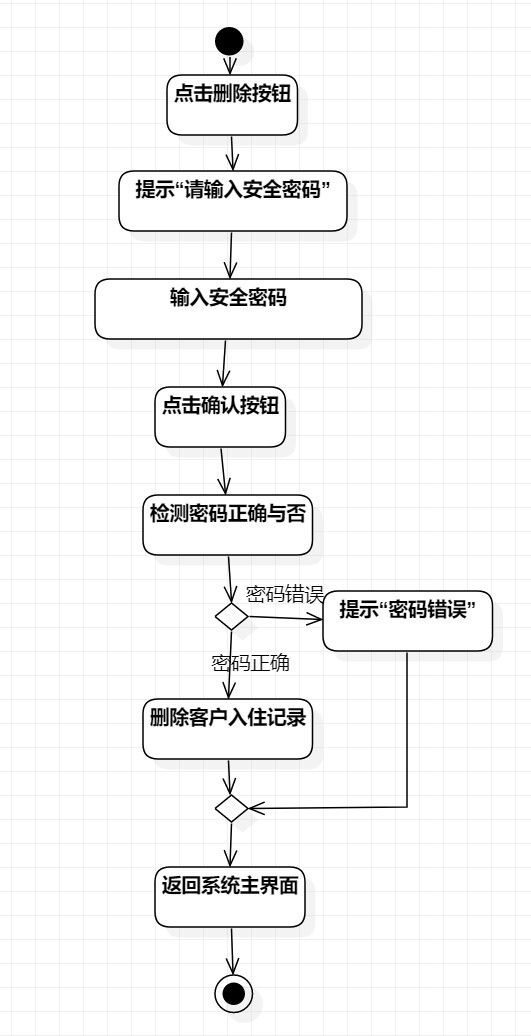 点击删除按钮
提示“请输入安全密码”
输入安全密码
点击确认按钮
检测密码正确与否
密码错误
提示“密码错误”
密码正确
删除客户入住记录
返回系统主界面